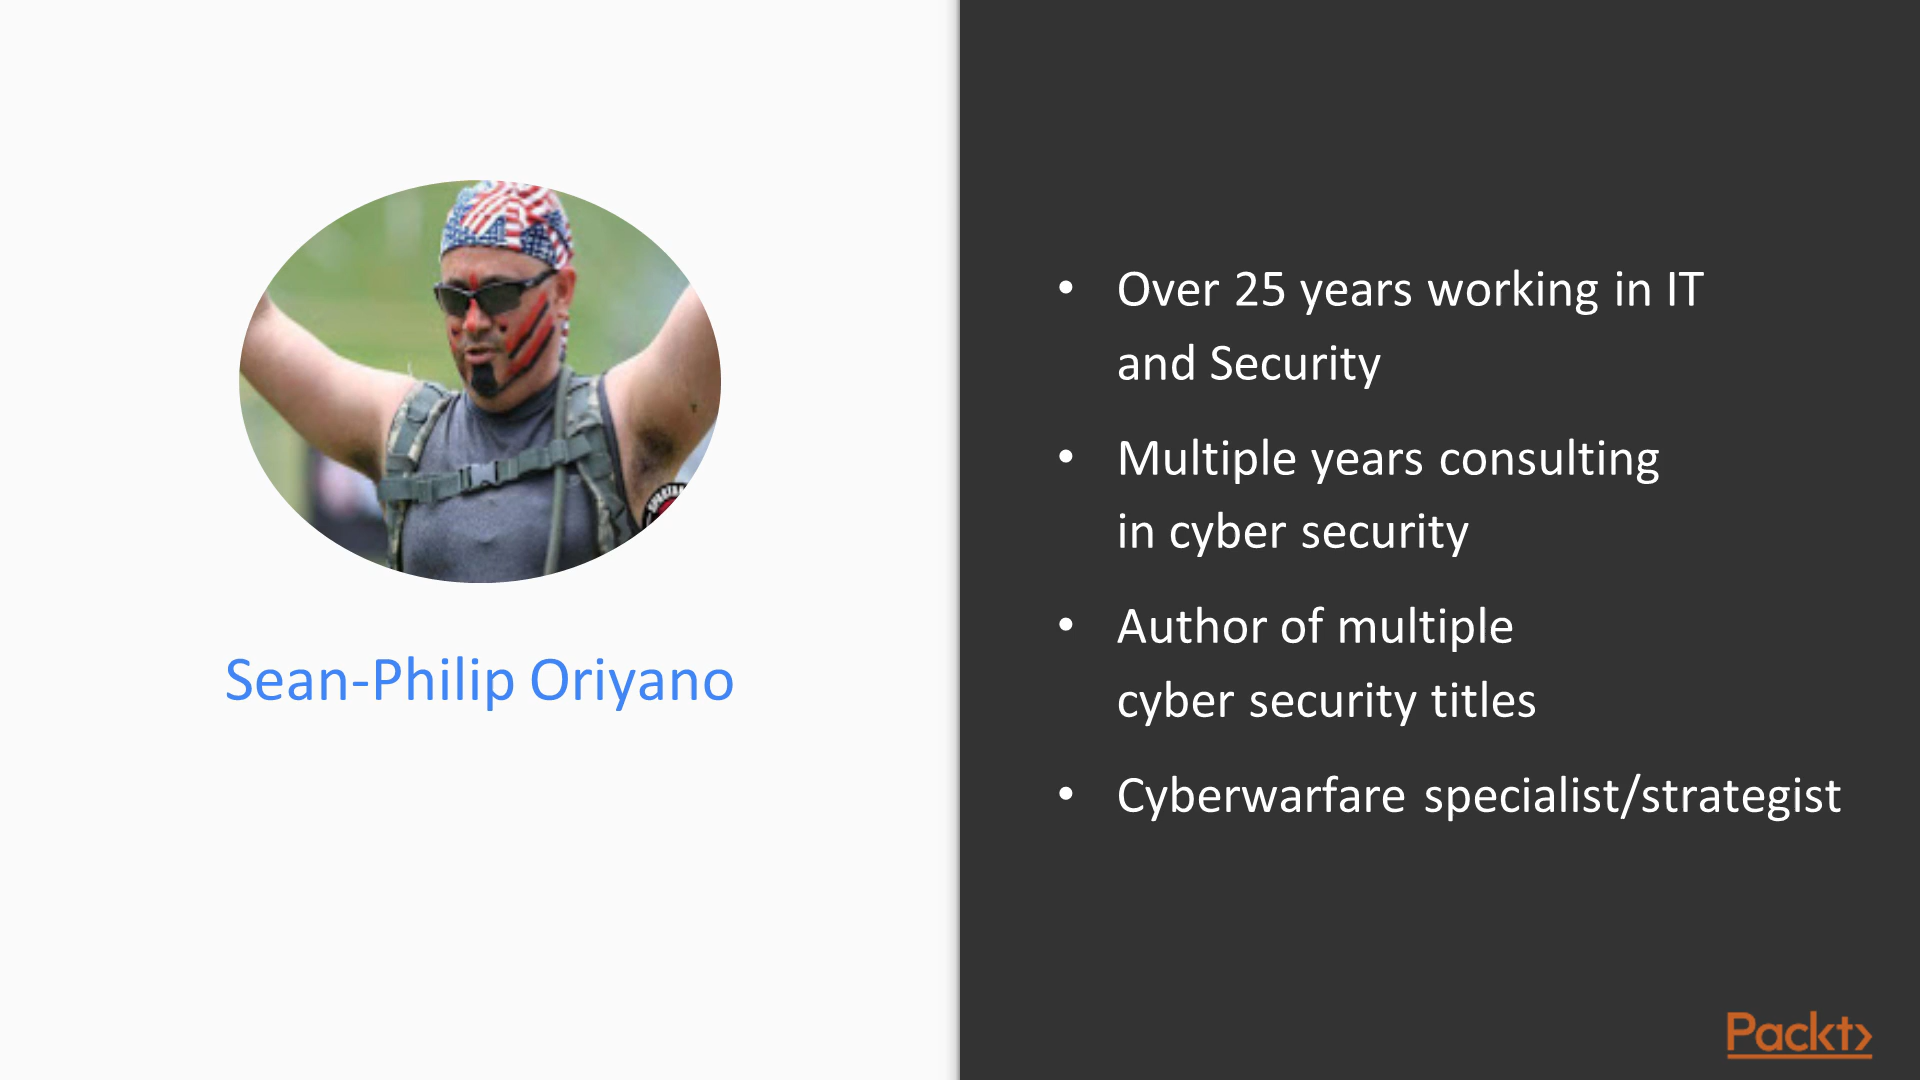 Sean-Philip Oriyano
• Over 25 years working in IT
and Security
• Multiple years consulting
in cyber security
• Author of multiple
cyber security titles
• Cyberwarfare specialist/strategist
Packt>